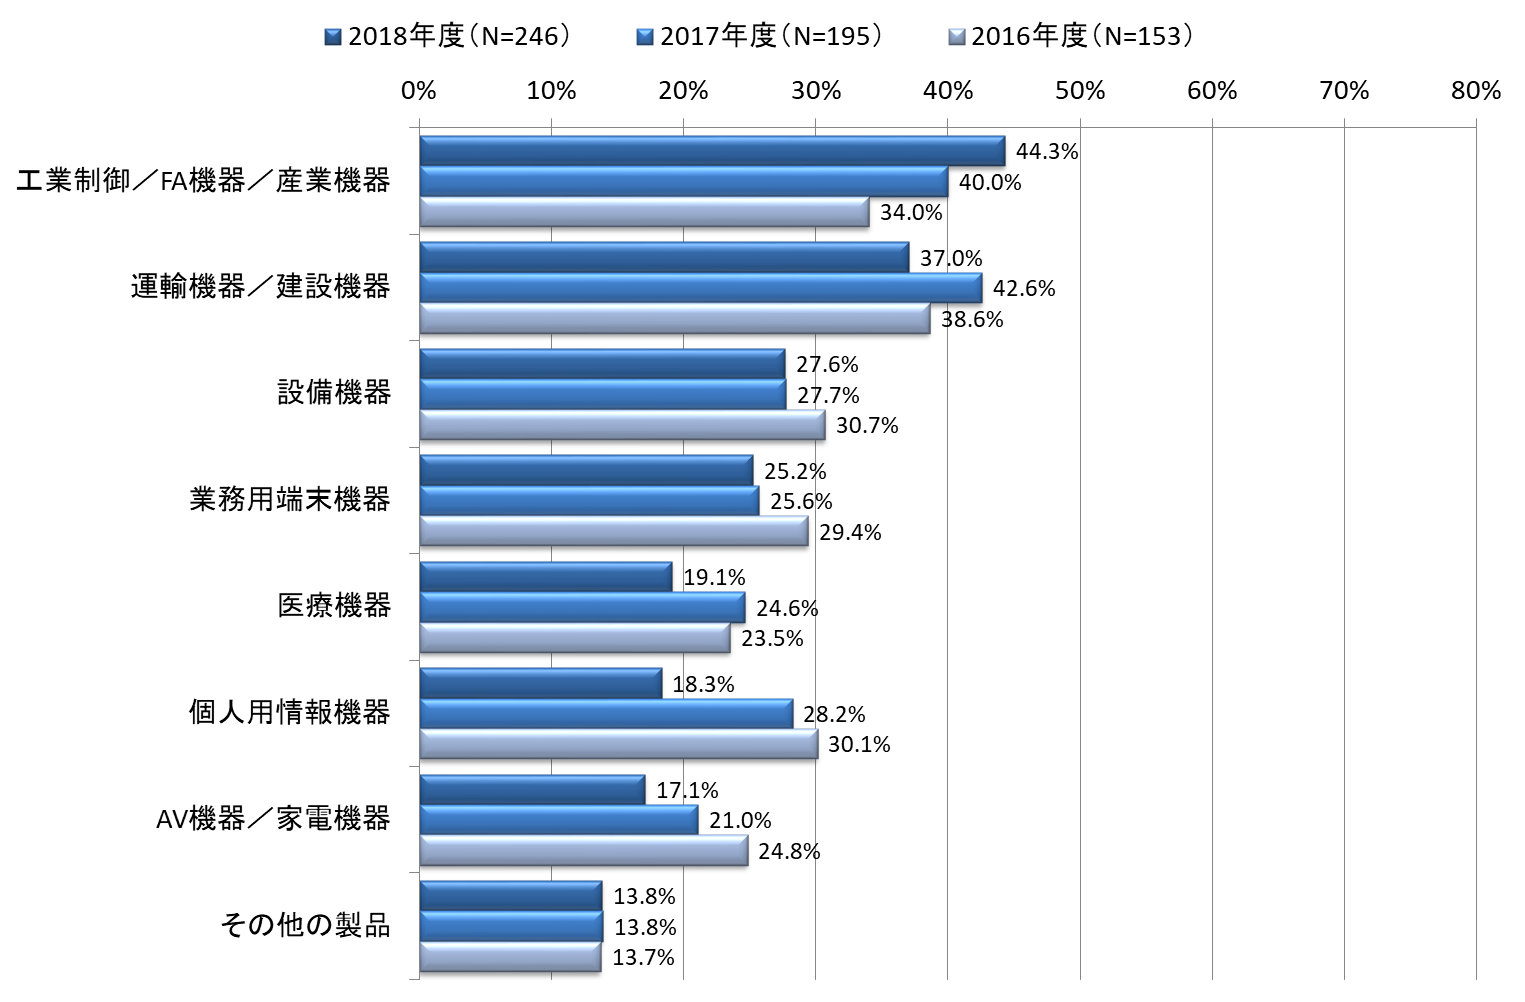 2018年度（N=246） 2017年度（N=195） 2016年度（N=153）
0% 10% 20% 30% 40% 50% 60% 70% 80%
工業制御／FA機器／産業機器
44.3%
40.0%
34.0%
運輸機器／建設機器
37.0%
42.6%
38.6%
設備機器
27.6%
27.7%
30.7%
業務用端末機器
25.2%
25.6%
29.4%
医療機器
19.1%
24.6%
23.5%
個人用情報機器
18.3%
28.2%
30.1%
AV機器／家電機器
17.1%
21.0%
24.8%
その他の製品
13.8%
13.8%
13.7%